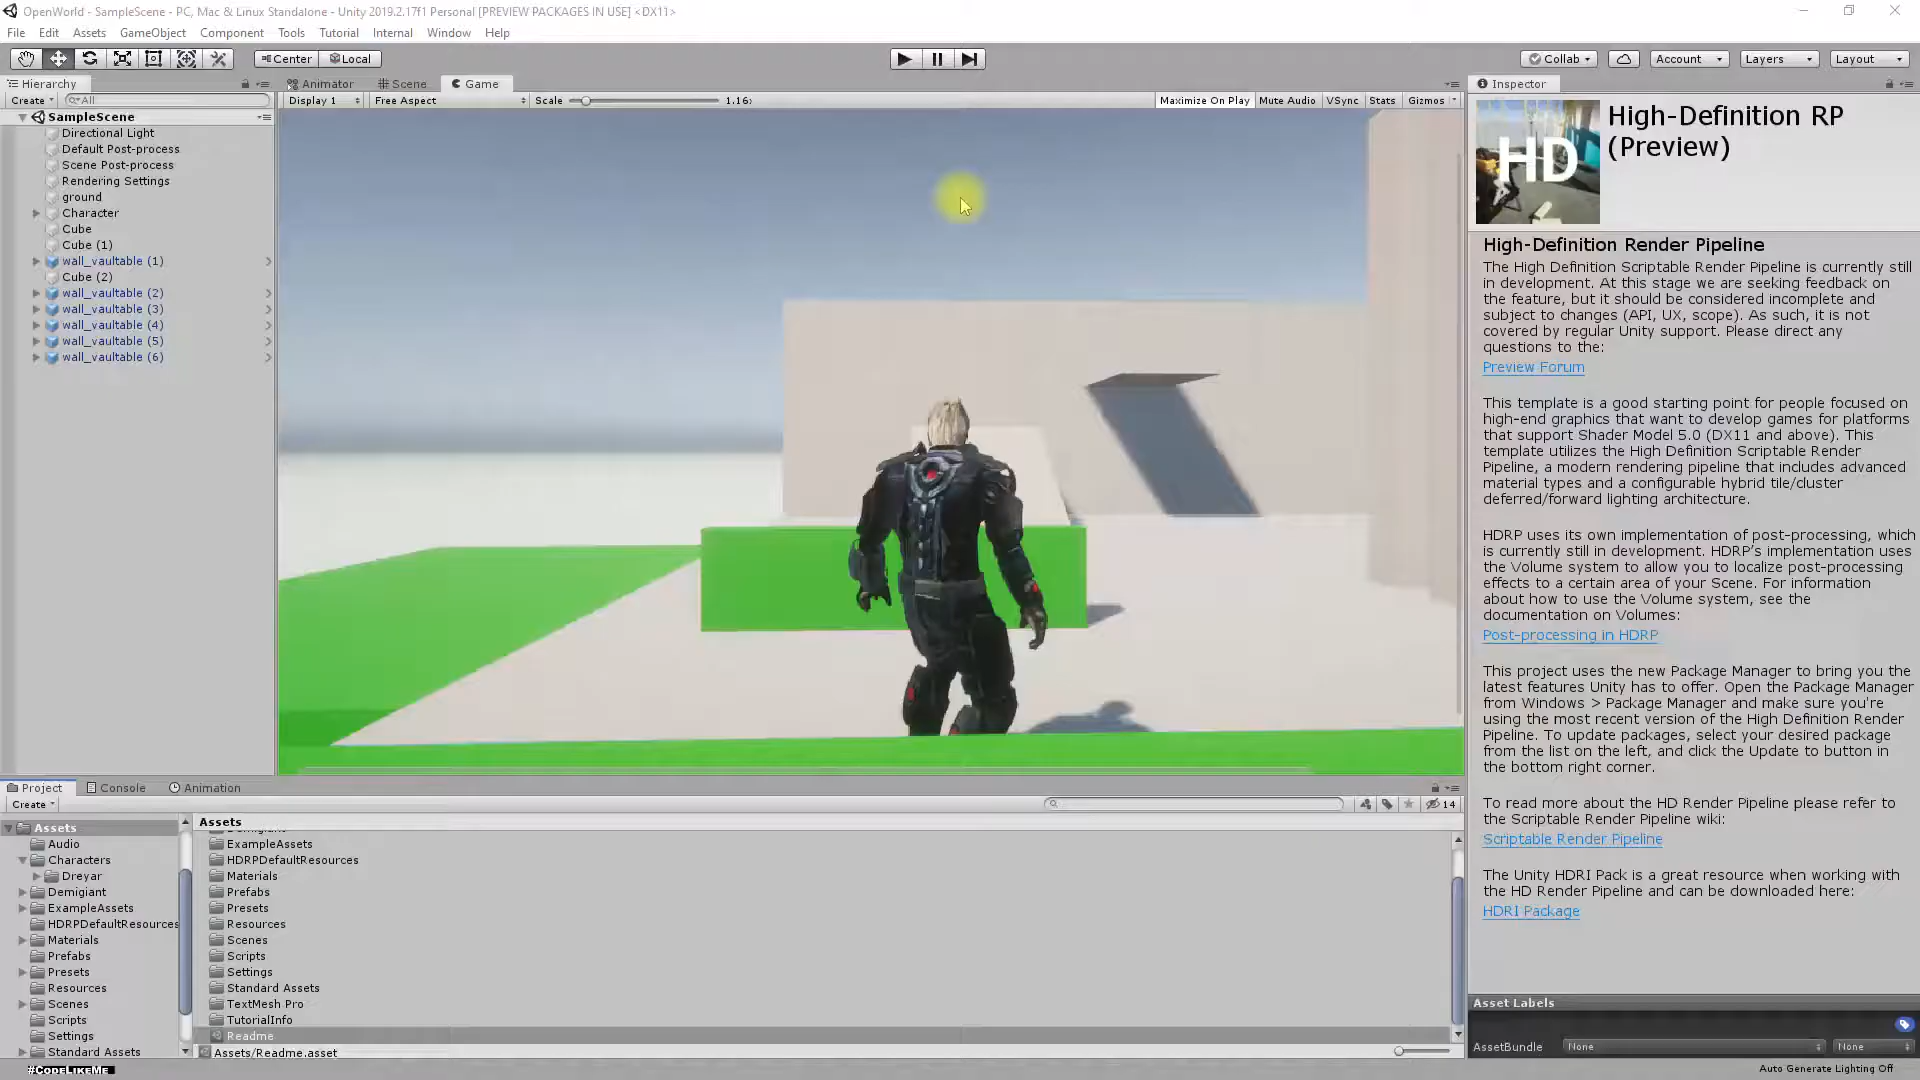 OpenWorld - SampleScene - PC, Mac & Linux Standalone - Unity 2019.2.17f1 Personal [PREVIEW PACKAGES IN USE] <DX11>
File Edit Assets GameObject Component Tools Tutorial Internal Window Help
Center Local Collab Account Layers Layout
Hierarchy
Create All
SampleScene
Directional Light
Default Post-process
Scene Post-process
Rendering Settings
ground
Character
Cube
Cube (1)
wall_vaultable (1)
Cube (2)
wall_vaultable (2)
wall_vaultable (3)
wall_vaultable (4)
wall_vaultable (5)
wall_vaultable (6)
Animator Scene Game
Display 1 Free Aspect Scale 1.16 Maximize On Play Mute Audio VSync Stats Gizmos
Inspector
HD
High-Definition RP
(Preview)
High-Definition Render Pipeline
The High Definition Scriptable Render Pipeline is currently still
in development. At this stage we are seeking feedback on
the feature, but it should be considered incomplete and
subject to changes (API, UX, scope). As such, it is not
covered by regular Unity support. Please direct any
questions to the:
Preview Forum
This template is a good starting point for people focused on
high-end graphics that want to develop games for platforms
that support Shader Model 5.0 (DX11 and above). This
template utilizes the High Definition Scriptable Render
Pipeline, a modern rendering pipeline that includes advanced
material types and a configurable hybrid tile/cluster
deferred/forward lighting architecture.
HDRP uses its own implementation of post-processing, which
is currently still in development. HDRP's implementation uses
the Volume system to allow you to localize post-processing
effects to a certain area of your Scene. For information
about how to use the Volume system, see the
documentation on Volumes:
Post-processing in HDRP
This project uses the new Package Manager to bring you the
latest features Unity has to offer. Open the Package Manager
from Windows > Package Manager and make sure you're
using the most recent version of the High Definition Render
Pipeline. To update packages, select your desired package
from the list on the left, and click the Update to button in
the bottom right corner.
To read more about the HD Render Pipeline please refer to
the Scriptable Render Pipeline wiki:
Scriptable Render Pipeline
The Unity HDRI Pack is a great resource when working with
the HD Render Pipeline and can be downloaded here:
HDRI Package
Asset Labels
AssetBundle None None
Project Console Animation
Create 14
Assets
Audio
Characters
Dreyar
Demigiant
ExampleAssets
HDRPDefaultResources
Materials
Prefabs
Presets
Resources
Scenes
Scripts
Settings
Standard Assets
Assets
Demigiant
ExampleAssets
HDRPDefaultResources
Materials
Prefabs
Presets
Resources
Scenes
Scripts
Settings
Standard Assets
TextMesh Pro
TutorialInfo
Readme
Assets/Readme.asset
#CodeLikeMe
Auto Generate Lighting Off